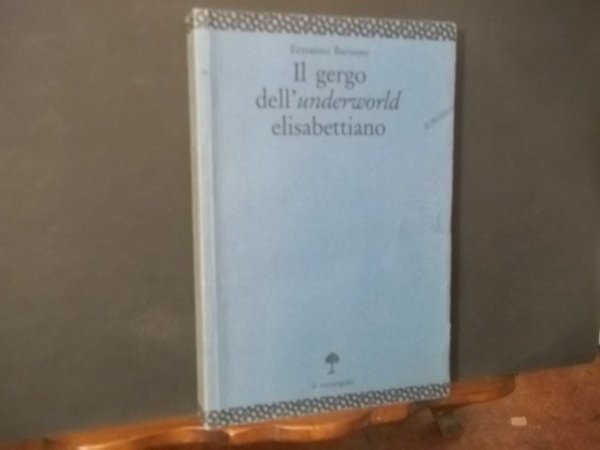 Ermanno Barisone
Il gergo
dell'underworld
elisabettiano
il melangolo